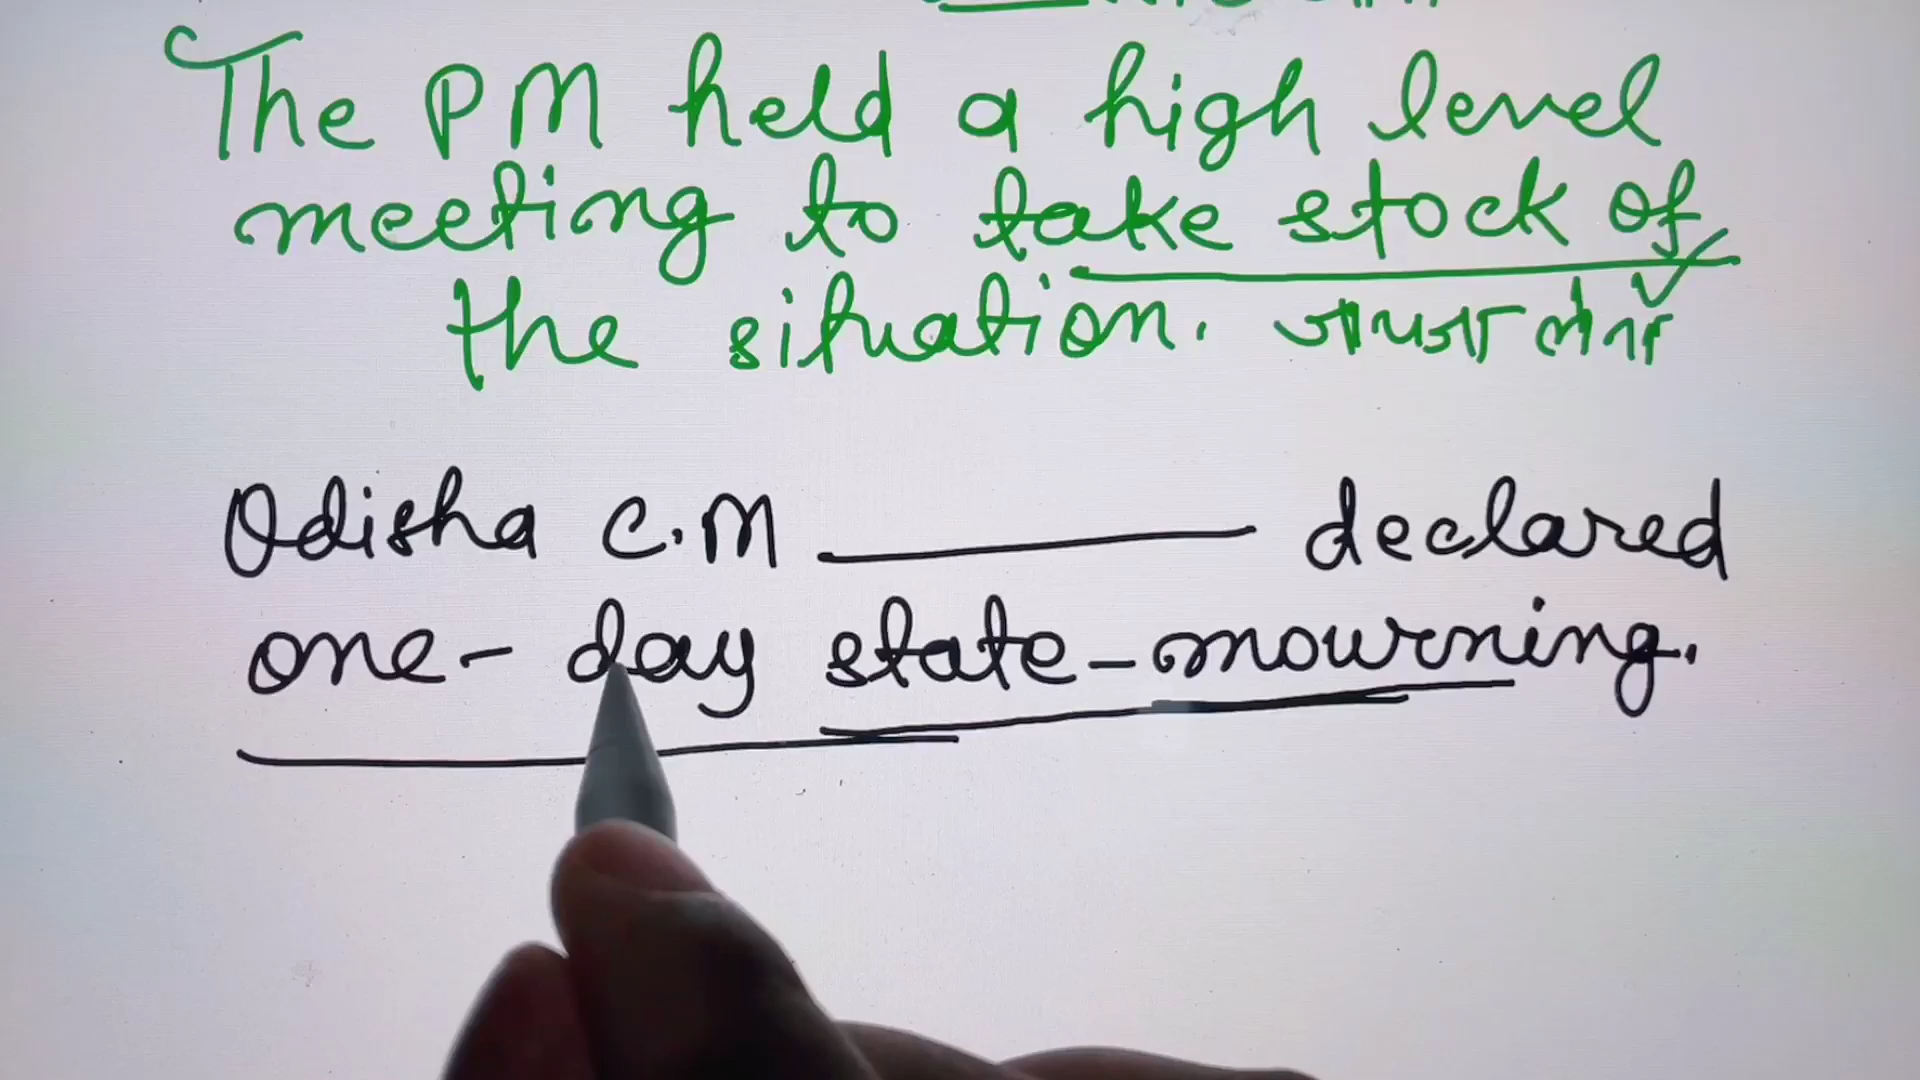 The PM held a high level
meeting to take stock of
the situation. जायजा लेना
Odisha C.M ________ declared
one-day state-mourning.